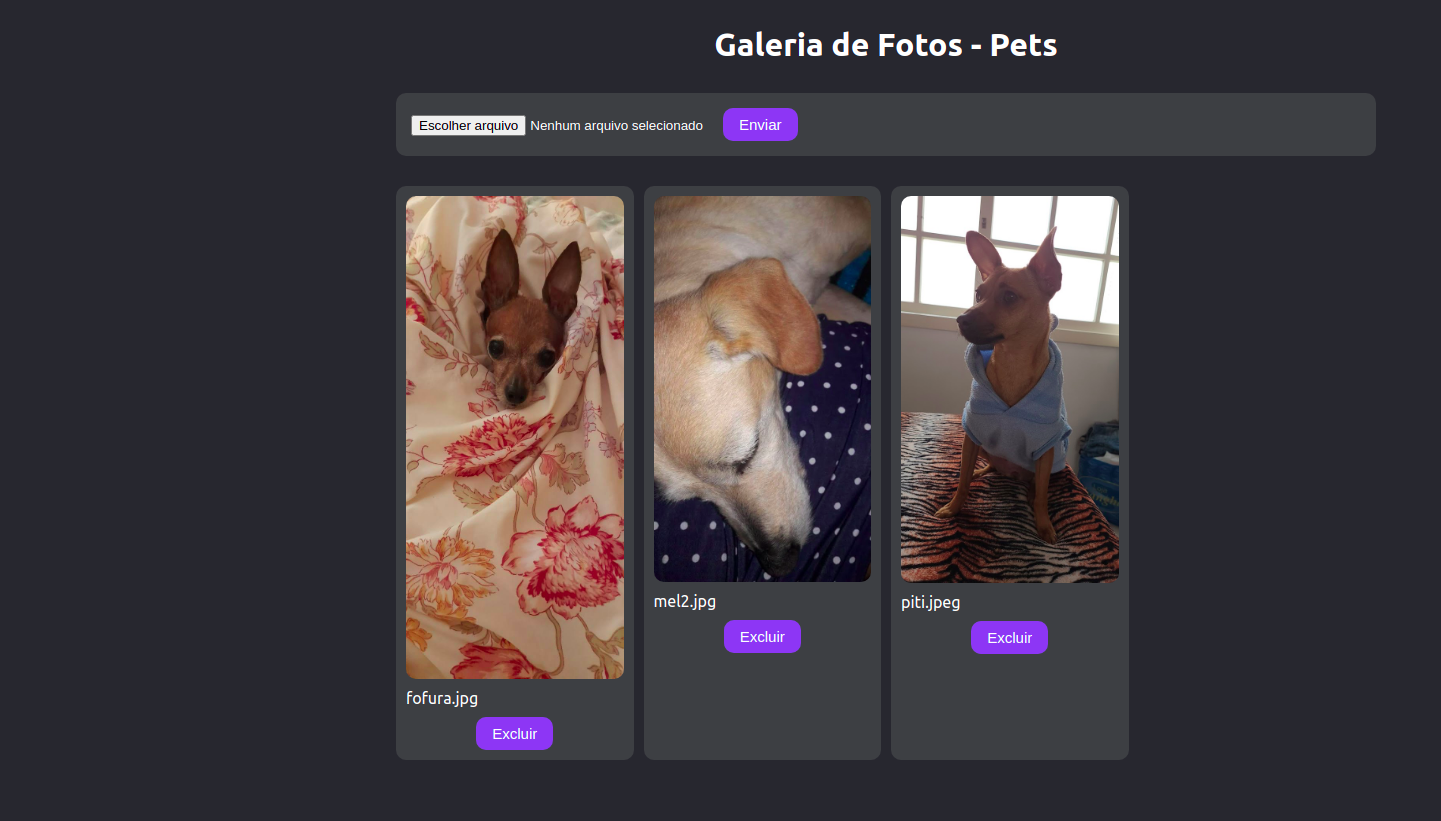 Galeria de Fotos - Pets
Escolher arquivo Nenhum arquivo selecionado Enviar
fofura.jpg
Excluir
mel2.jpg
Excluir
piti.jpeg
Excluir